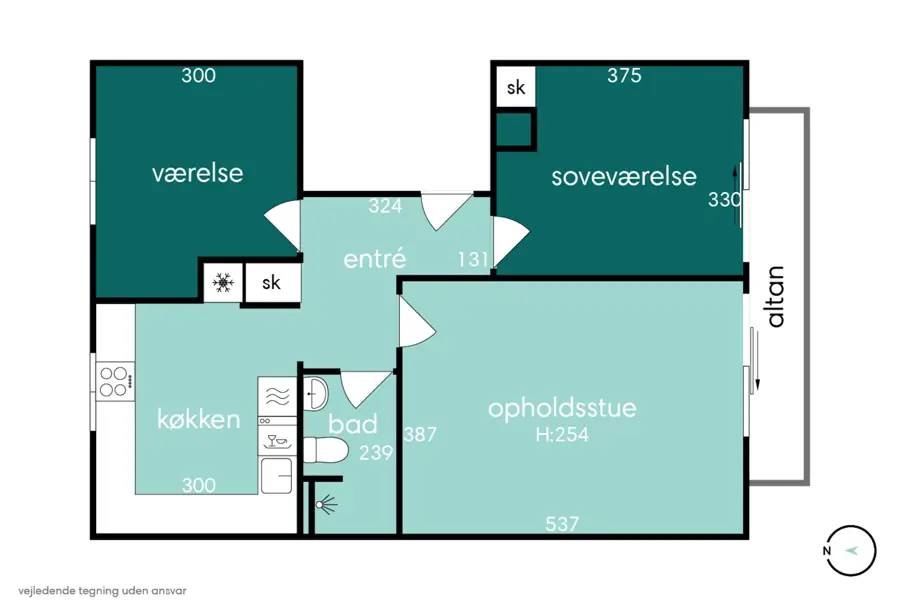 300
375
sk
værelse
soveværelse
330
324
entré
131
sk
altan
opholdsstue
H:254
køkken
bad
387
239
300
537
N
vejledende tegning uden ansvar